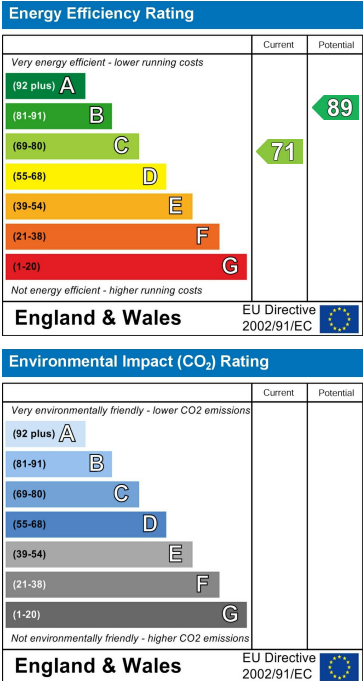 Energy Efficiency Rating
Current Potential
Very energy efficient - lower running costs
(92 plus) A
(81-91) B
(69-80) C
(55-68) D
(39-54) E
(21-38) F
(1-20) G
89
71
Not energy efficient - higher running costs
England & Wales
EU Directive
2002/91/EC
Environmental Impact (CO₂) Rating
Current Potential
Very environmentally friendly - lower CO2 emissions
(92 plus) A
(81-91) B
(69-80) C
(55-68) D
(39-54) E
(21-38) F
(1-20) G
Not environmentally friendly - higher CO2 emissions
England & Wales
EU Directive
2002/91/EC